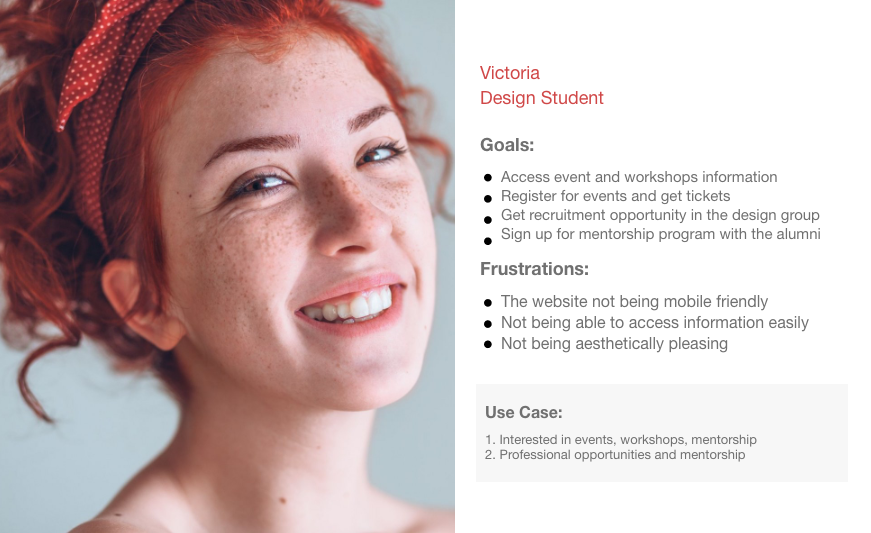 Victoria
Design Student
Goals:
Access event and workshops information
Register for events and get tickets
Get recruitment opportunity in the design group
Sign up for mentorship program with the alumni
Frustrations:
The website not being mobile friendly
Not being able to access information easily
Not being aesthetically pleasing
Use Case:
1. Interested in events, workshops, mentorship
2. Professional opportunities and mentorship